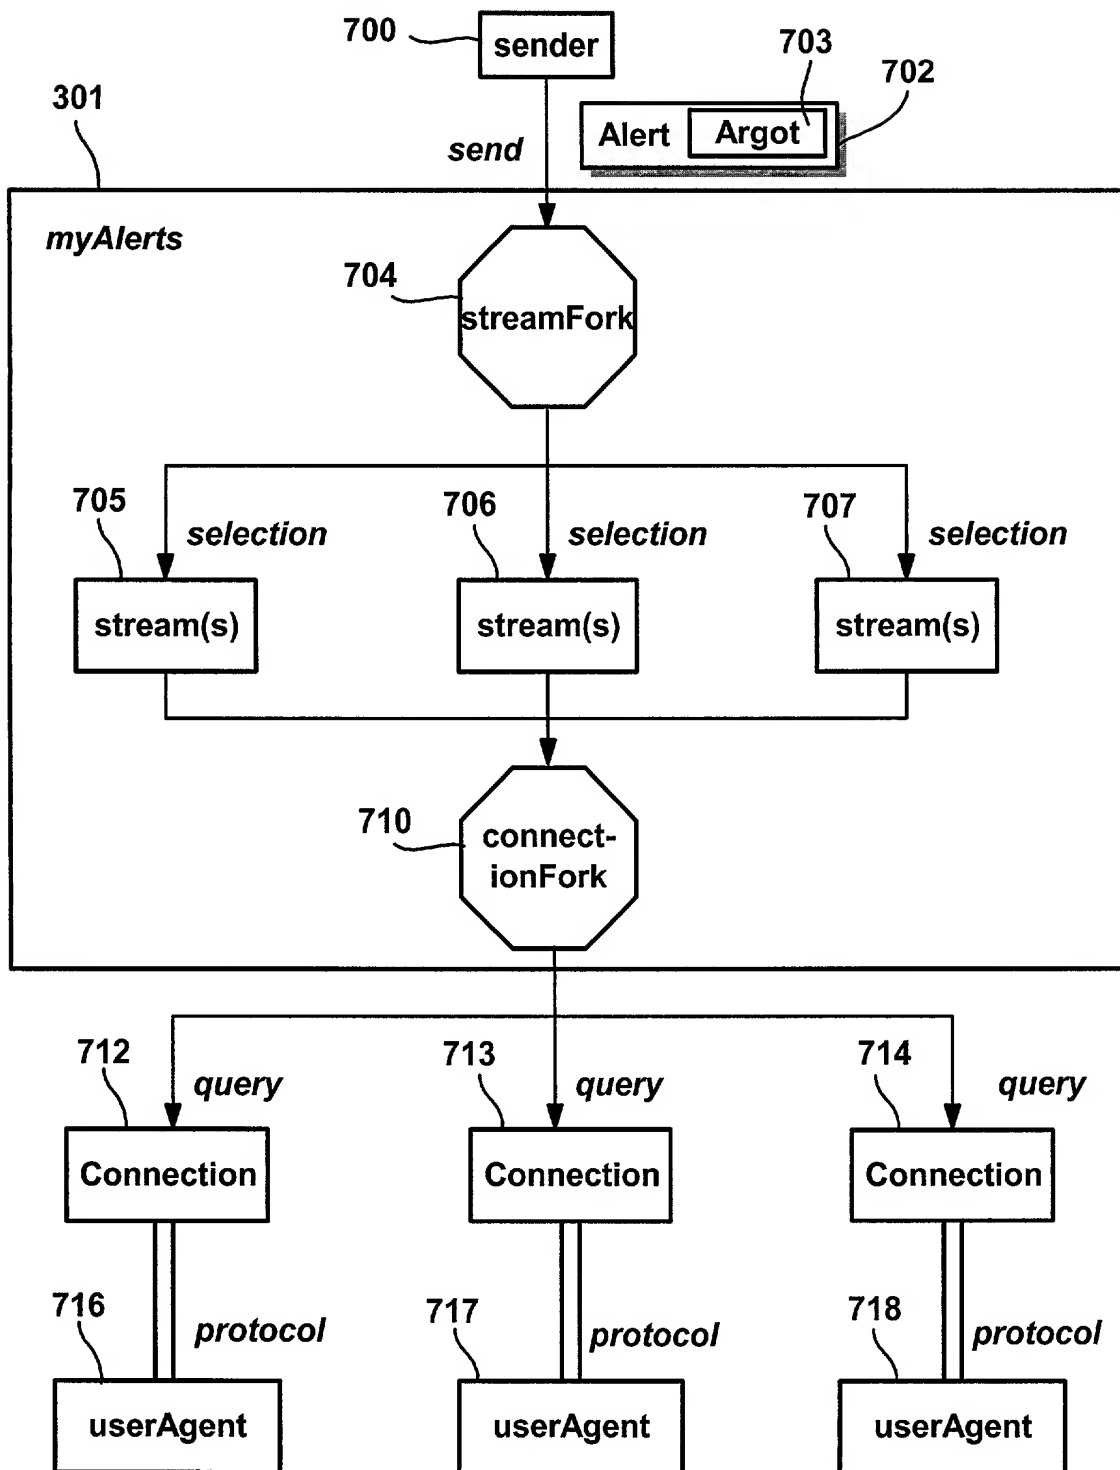 700
sender
703
702
301
Alert
Argot
send
myAlerts
704
streamFork
705
selection
706
selection
707
selection
stream(s)
stream(s)
stream(s)
710
connect-
ionFork
712
query
713
query
714
query
Connection
Connection
Connection
716
protocol
717
protocol
718
protocol
userAgent
userAgent
userAgent